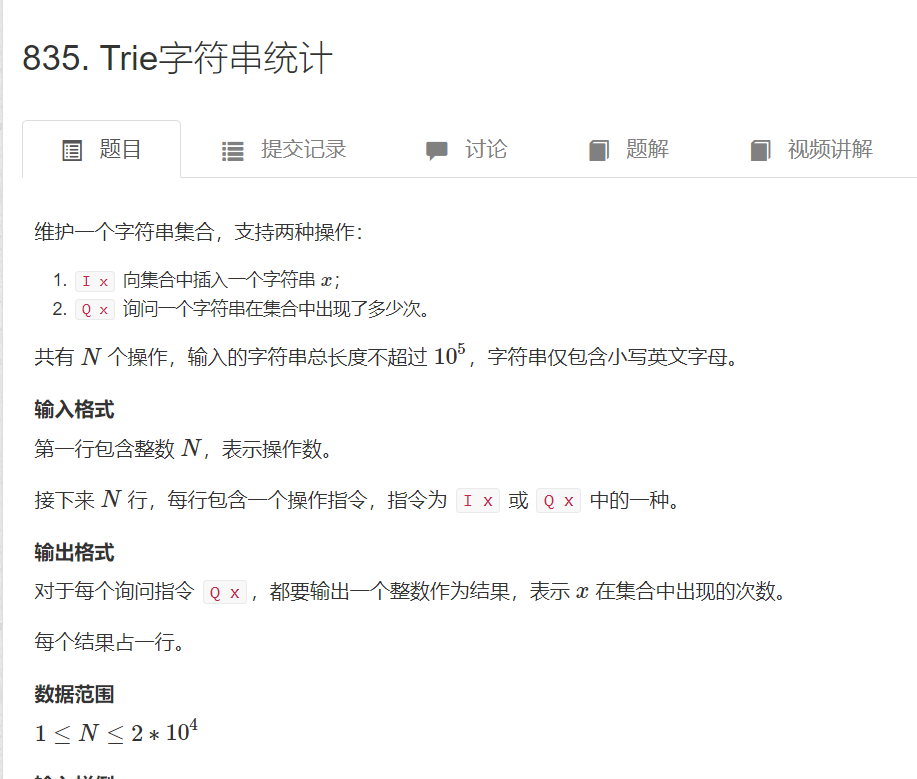 835. Trie字符串统计
题目 提交记录 讨论 题解 视频讲解
维护一个字符串集合，支持两种操作：
1. I x 向集合中插入一个字符串 x；
2. Q x 询问一个字符串在集合中出现了多少次。
共有 N 个操作，输入的字符串总长度不超过 10^5，字符串仅包含小写英文字母。
输入格式
第一行包含整数 N，表示操作数。
接下来 N 行，每行包含一个操作指令，指令为 I x 或 Q x 中的一种。
输出格式
对于每个询问指令 Q x，都要输出一个整数作为结果，表示 x 在集合中出现的次数。
每个结果占一行。
数据范围
1 ≤ N ≤ 2 ∗ 10^4